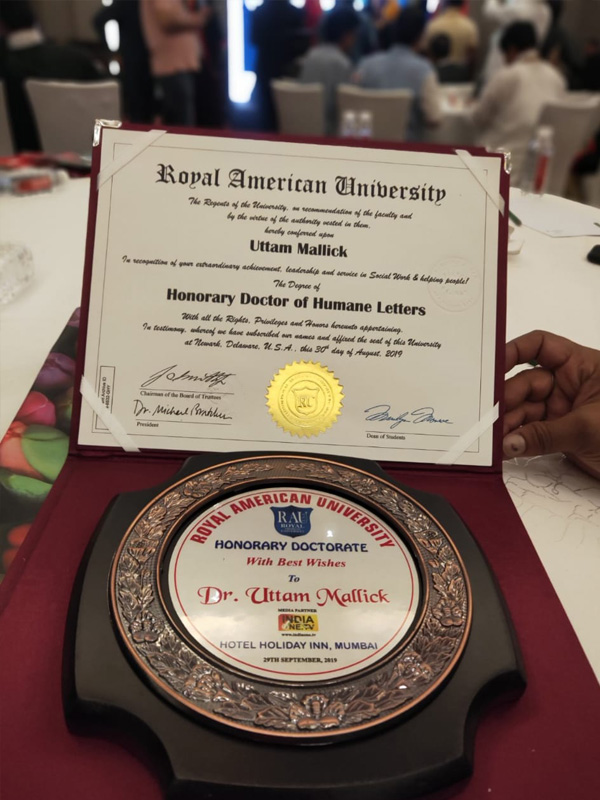 Royal American University
The Regents of the University, on recommendation of the faculty and
by the virtue of the authority vested in them,
hereby conferred upon
Uttam Mallick
In recognition of your extraordinary achievement, leadership and service in Social Work & helping people!
The Degree of
Honorary Doctor of Humane Letters
With all the Rights, Privileges and Honors hereunto appertaining.
In testimony, whereof we have subscribed our names and affixed the seal of this University
at Newark, Delaware, U.S.A., this 30th day of August, 2019
Chairman of the Board of Trustees
Dr. Michael
President
Dean of Students
ROYAL AMERICAN UNIVERSITY
RAU
ROYAL
HONORARY DOCTORATE
With Best Wishes
To
Dr. Uttam Mallick
MEDIA PARTNER
INDIA
HOTEL HOLIDAY INN, MUMBAI
29TH SEPTEMBER, 2019